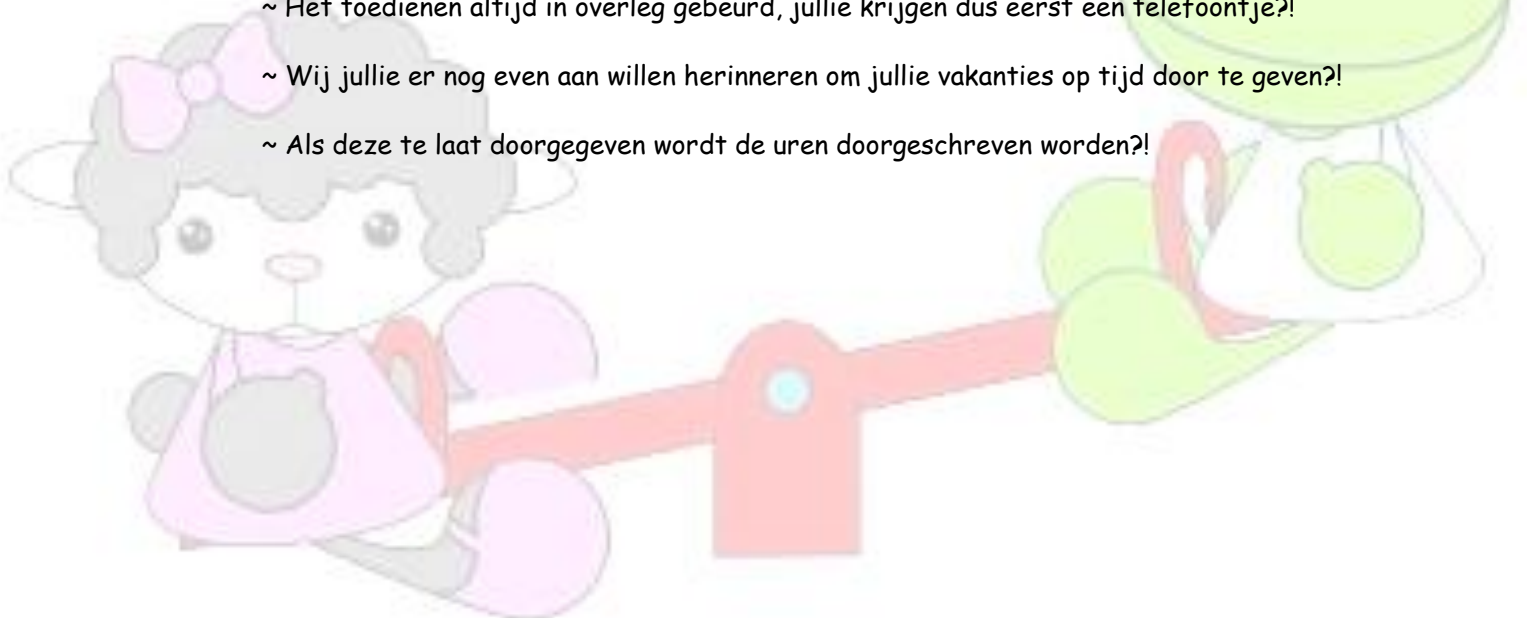 ~ Het toedienen altijd in overleg gebeurd, jullie krijgen dus eerst een telefoontje?!
~ Wij jullie er nog even aan willen herinneren om jullie vakanties op tijd door te geven?!
~ Als deze te laat doorgegeven wordt de uren doorgeschreven worden?!